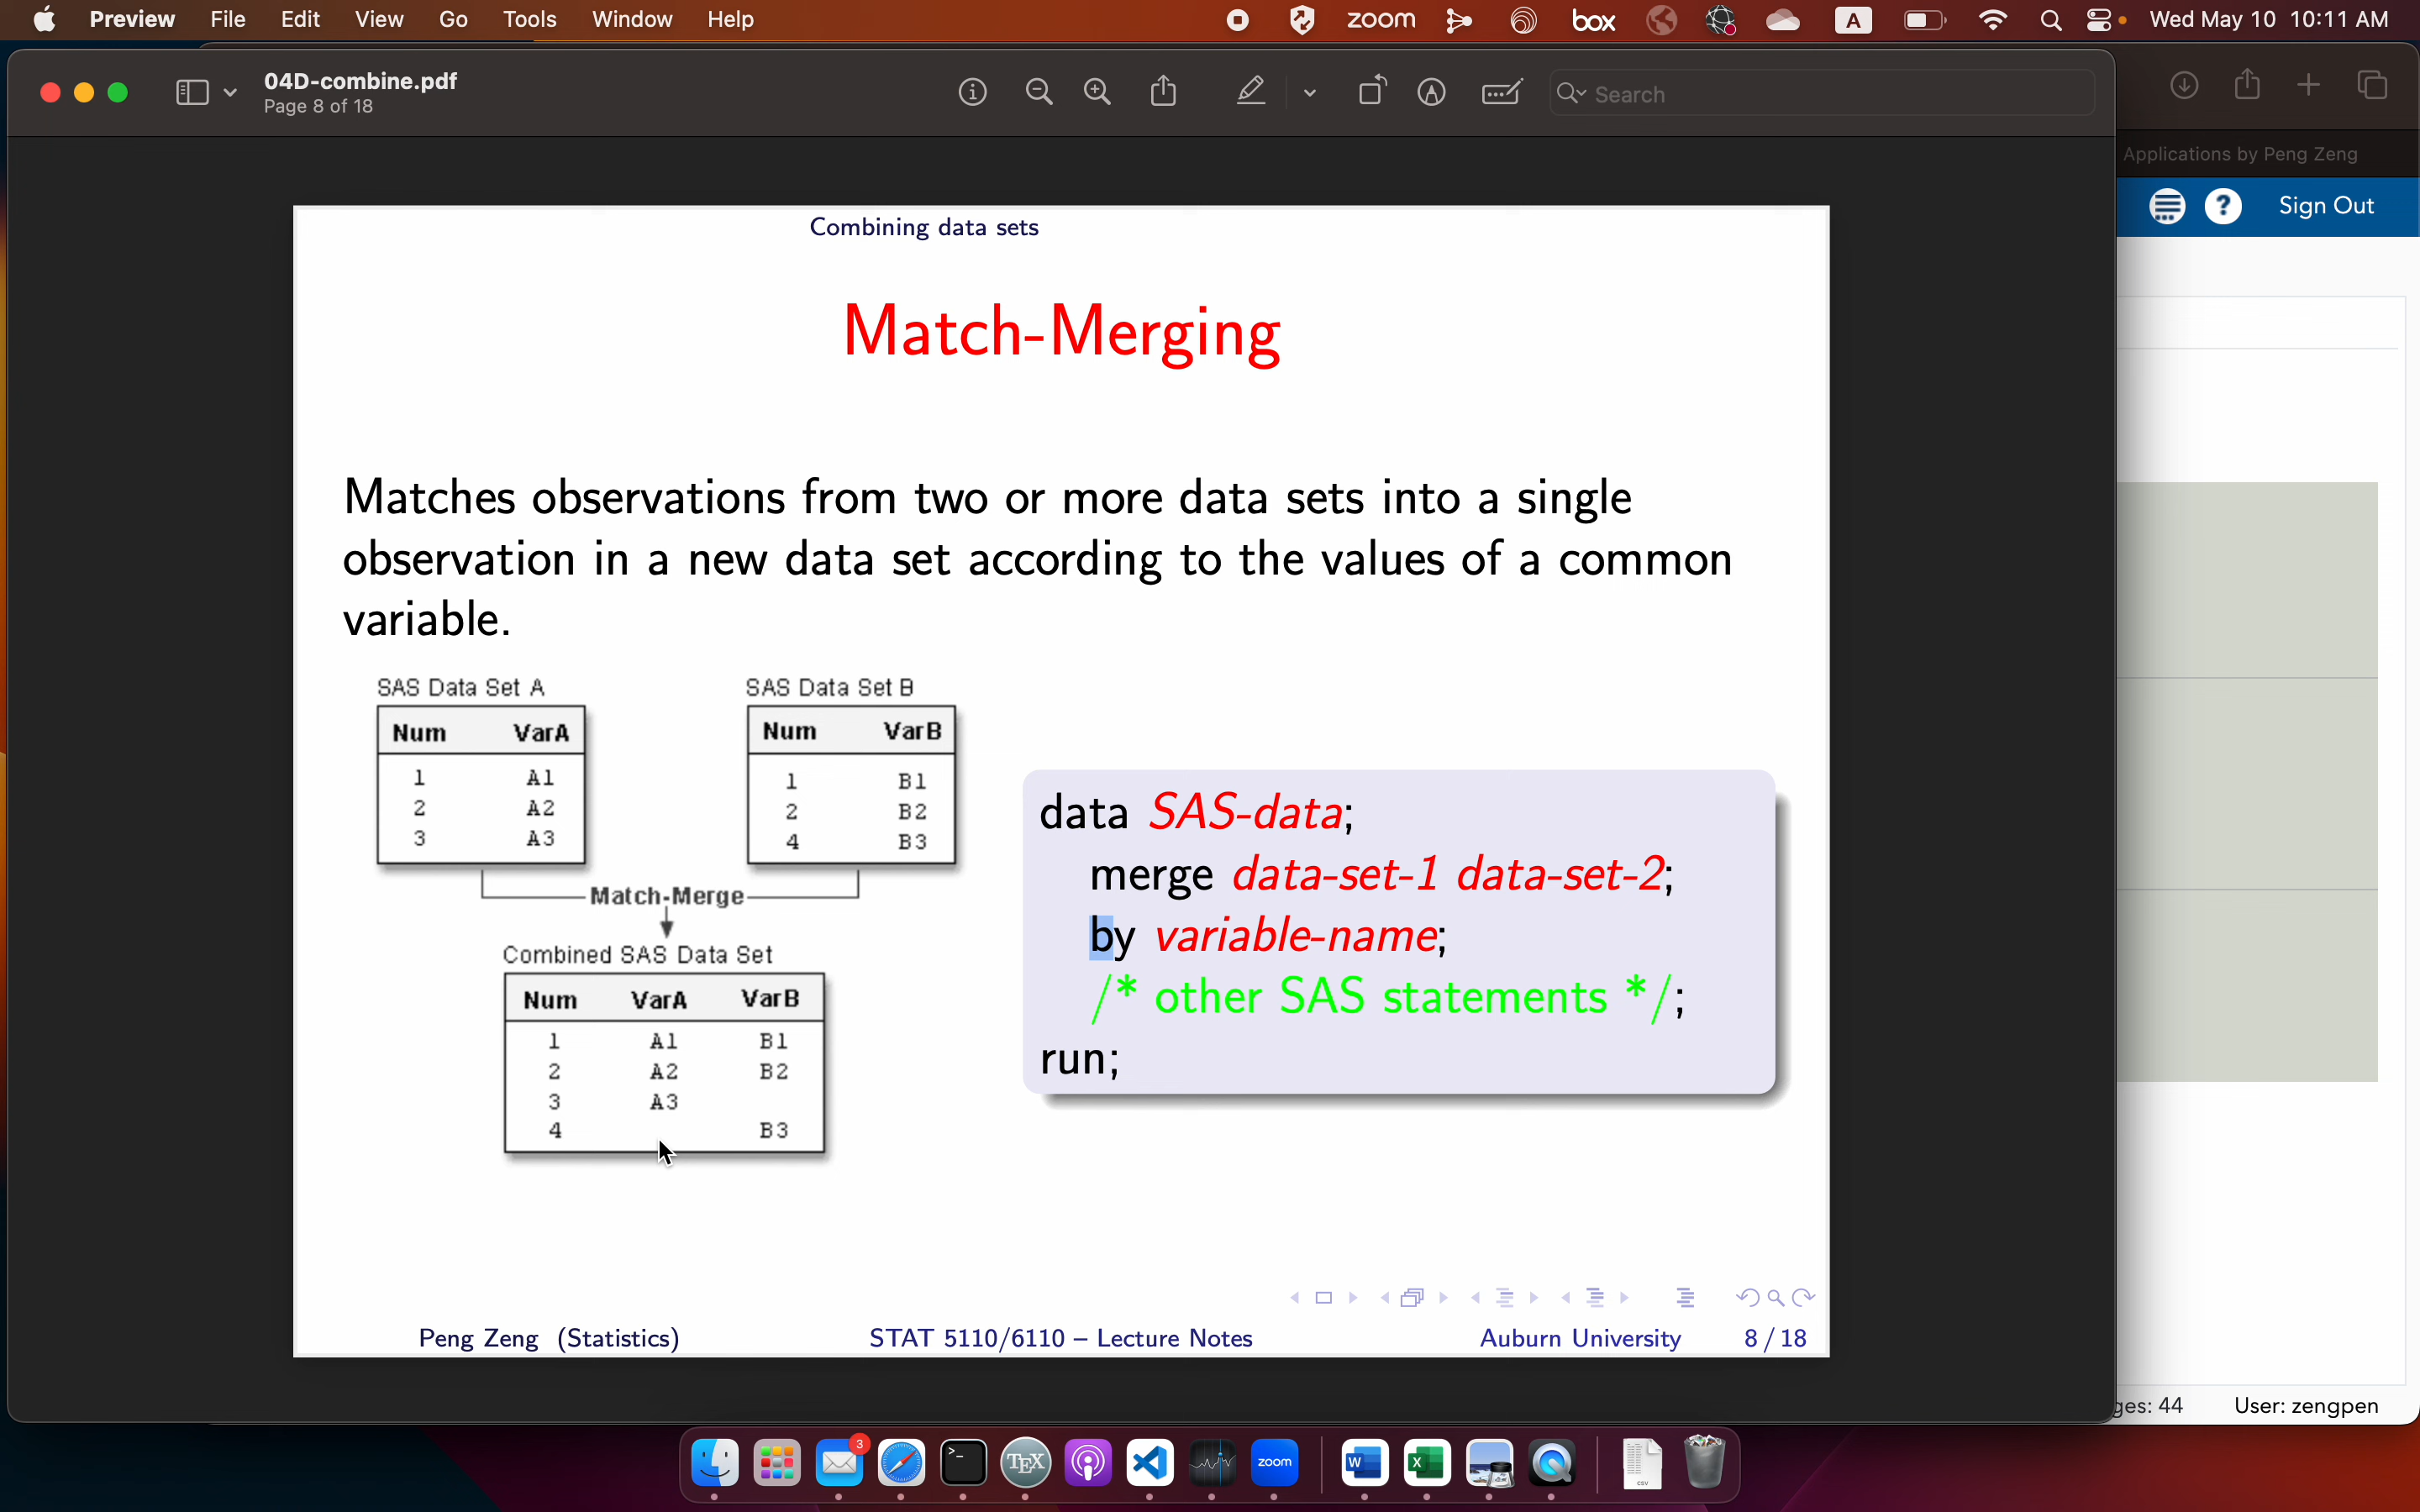 Preview File Edit View Go Tools Window Help zoom box A Wed May 10 10:11 AM
04D-combine.pdf
Page 8 of 18
Search
Applications by Peng Zeng
? Sign Out
Combining data sets
Match-Merging
Matches observations from two or more data sets into a single
observation in a new data set according to the values of a common
variable.
SAS Data Set A
Num VarA
1 A1
2 A2
3 A3
SAS Data Set B
Num VarB
1 B1
2 B2
4 B3
Match-Merge
Combined SAS Data Set
Num VarA VarB
1 A1 B1
2 A2 B2
3 A3
4 B3
data SAS-data;
merge data-set-1 data-set-2;
by variable-name;
/* other SAS statements */;
run;
Peng Zeng (Statistics) STAT 5110/6110 – Lecture Notes Auburn University 8 / 18
ges: 44 User: zengpen
3
>_
TEX
zoom
W
X
CSV